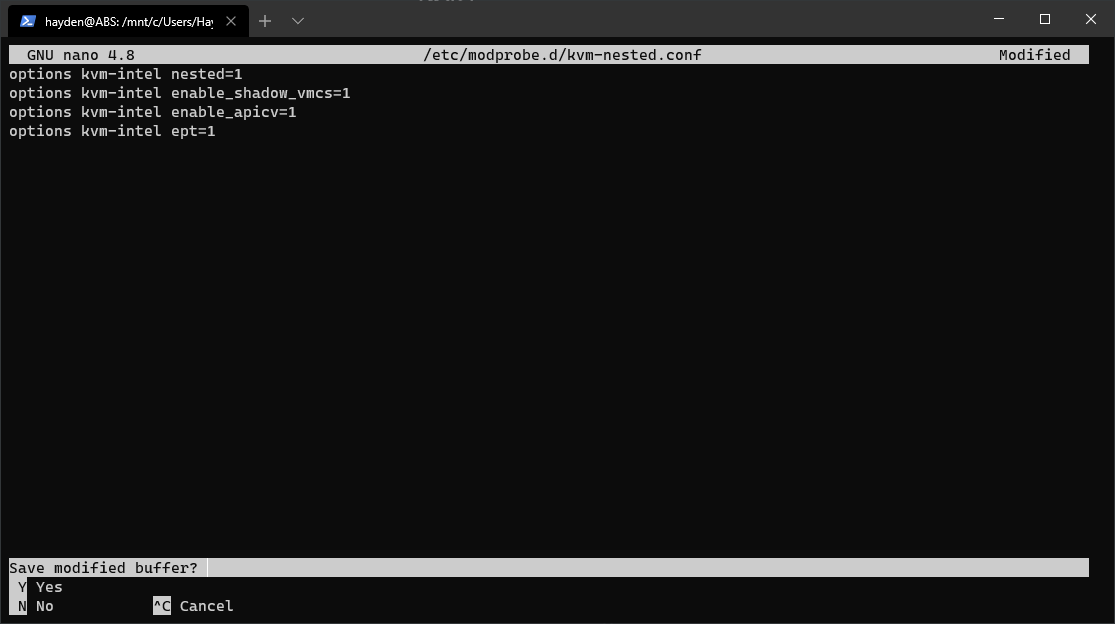 hayden@ABS: /mnt/c/Users/Hay
GNU nano 4.8 /etc/modprobe.d/kvm-nested.conf Modified
options kvm-intel nested=1
options kvm-intel enable_shadow_vmcs=1
options kvm-intel enable_apicv=1
options kvm-intel ept=1
Save modified buffer?
Y Yes
N No ^C Cancel